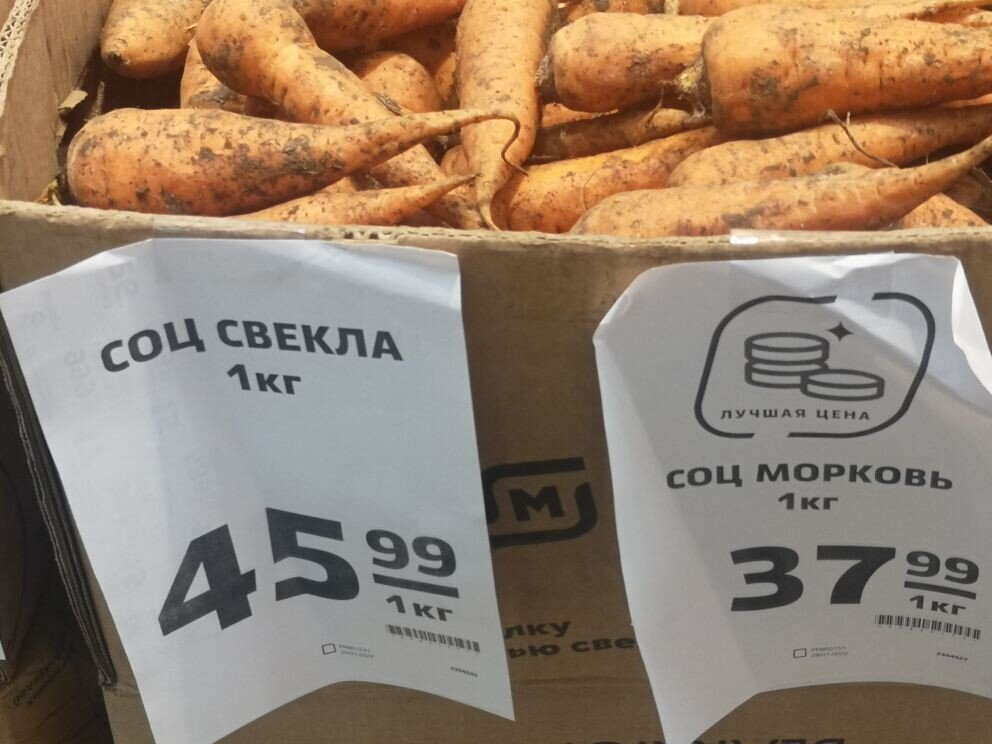 СОЦ СВЕКЛА
1кг
45 99
1кг
ЛУЧШАЯ ЦЕНА
СОЦ МОРКОВЬ
1кг
37 99
1кг
М